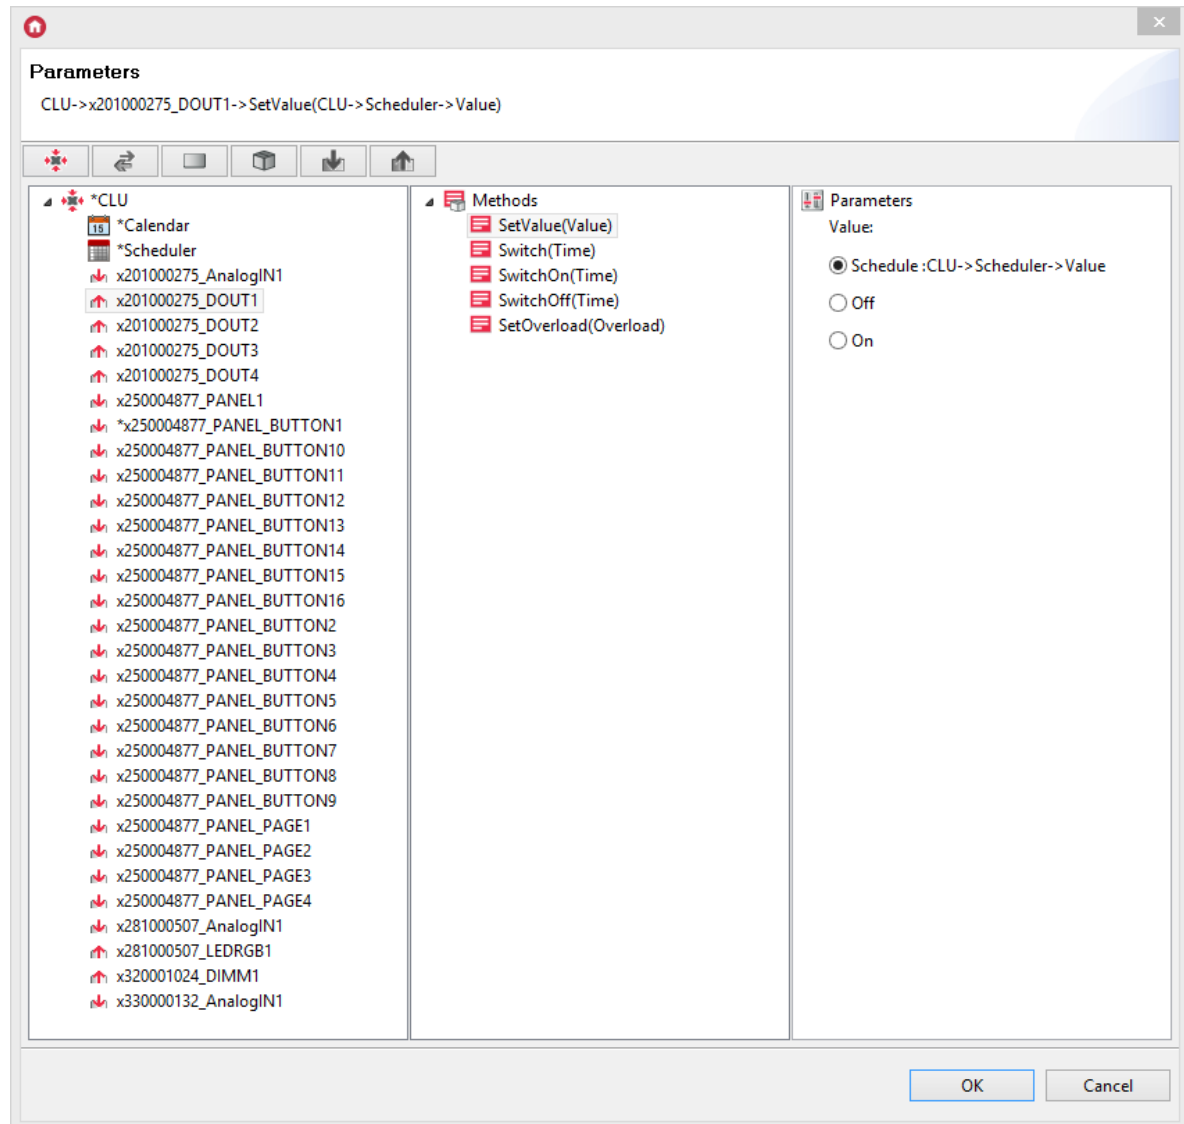 Parameters
CLU->x201000275_DOUT1->SetValue(CLU->Scheduler->Value)
*CLU
15 *Calendar
*Scheduler
x201000275_AnalogIN1
x201000275_DOUT1
x201000275_DOUT2
x201000275_DOUT3
x201000275_DOUT4
x250004877_PANEL1
*x250004877_PANEL_BUTTON1
x250004877_PANEL_BUTTON10
x250004877_PANEL_BUTTON11
x250004877_PANEL_BUTTON12
x250004877_PANEL_BUTTON13
x250004877_PANEL_BUTTON14
x250004877_PANEL_BUTTON15
x250004877_PANEL_BUTTON16
x250004877_PANEL_BUTTON2
x250004877_PANEL_BUTTON3
x250004877_PANEL_BUTTON4
x250004877_PANEL_BUTTON5
x250004877_PANEL_BUTTON6
x250004877_PANEL_BUTTON7
x250004877_PANEL_BUTTON8
x250004877_PANEL_BUTTON9
x250004877_PANEL_PAGE1
x250004877_PANEL_PAGE2
x250004877_PANEL_PAGE3
x250004877_PANEL_PAGE4
x281000507_AnalogIN1
x281000507_LEDRGB1
x320001024_DIMM1
x330000132_AnalogIN1
Methods
SetValue(Value)
Switch(Time)
SwitchOn(Time)
SwitchOff(Time)
SetOverload(Overload)
Parameters
Value:
Schedule :CLU->Scheduler->Value
Off
On
OK
Cancel